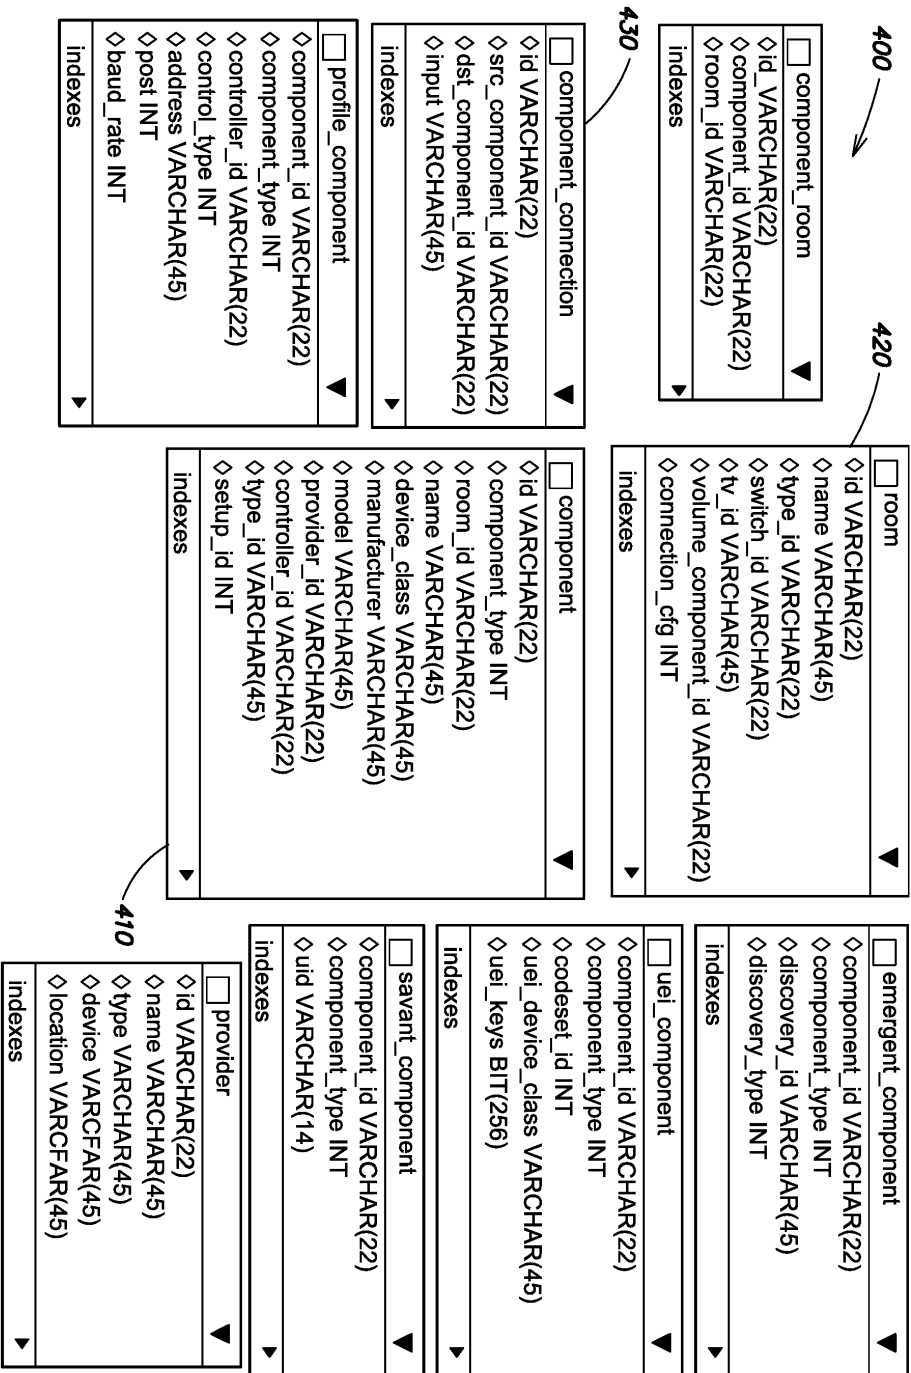 400
component_room
id_VARCHAR(22)
component_id VARCHAR(22)
room_id VARCHAR(22)
indexes
430
component_connection
id VARCHAR(22)
src_component_id VARCHAR(22)
dst_component_id VARCHAR(22)
input VARCHAR(45)
indexes
profile_component
component_id VARCHAR(22)
component_type INT
controller_id VARCHAR(22)
control_type INT
address VARCHAR(45)
post INT
baud_rate INT
indexes
420
room
id VARCHAR(22)
name VARCHAR(45)
type_id VARCHAR(22)
switch_id VARCHAR(22)
tv_id VARCHAR(45)
volume_component_id VARCHAR(22)
connection_cfg INT
indexes
component
id VARCHAR(22)
component_type INT
room_id VARCHAR(22)
name VARCHAR(45)
device_class VARCHAR(45)
manufacturer VARCHAR(45)
model VARCHAR(45)
provider_id VARCHAR(22)
controller_id VARCHAR(22)
type_id VARCHAR(45)
setup_id INT
indexes
410
emergent_component
component_id VARCHAR(22)
component_type INT
discovery_id VARCHAR(45)
discovery_type INT
indexes
uei_component
component_id VARCHAR(22)
component_type INT
codeset_id INT
uei_device_class VARCHAR(45)
uei_keys BIT(256)
indexes
savant_component
component_id VARCHAR(22)
component_type INT
uid VARCHAR(14)
indexes
provider
id VARCHAR(22)
name VARCHAR(45)
type VARCHAR(45)
device VARCFAR(45)
location VARCFAR(45)
indexes